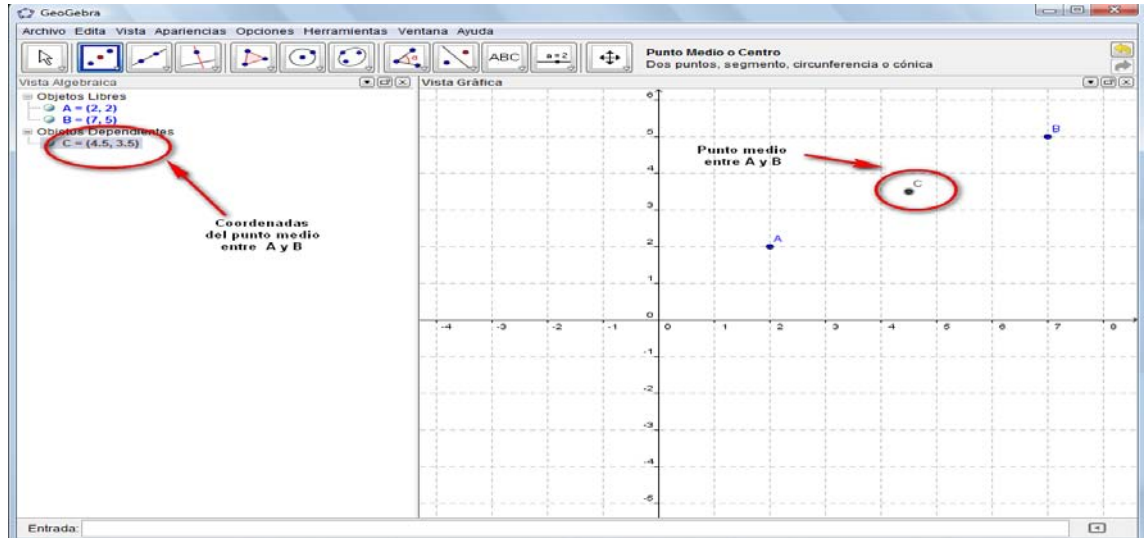 GeoGebra
Archivo Edita Vista Apariencias Opciones Herramientas Ventana Ayuda
ABC
a=2
Punto Medio o Centro
Dos puntos, segmento, circunferencia o cónica
Vista Algebraica
Vista Gráfica
Objetos Libres
A = (2, 2)
B = (7, 5)
Objetos Dependientes
C = (4.5, 3.5)
Coordenadas
del punto medio
entre A y B
Punto medio
entre A y B
A
B
C
6
5
4
3
2
1
0
-1
-2
-3
-4
-5
-4 -3 -2 -1 0 1 2 3 4 5 6 7 8
Entrada: